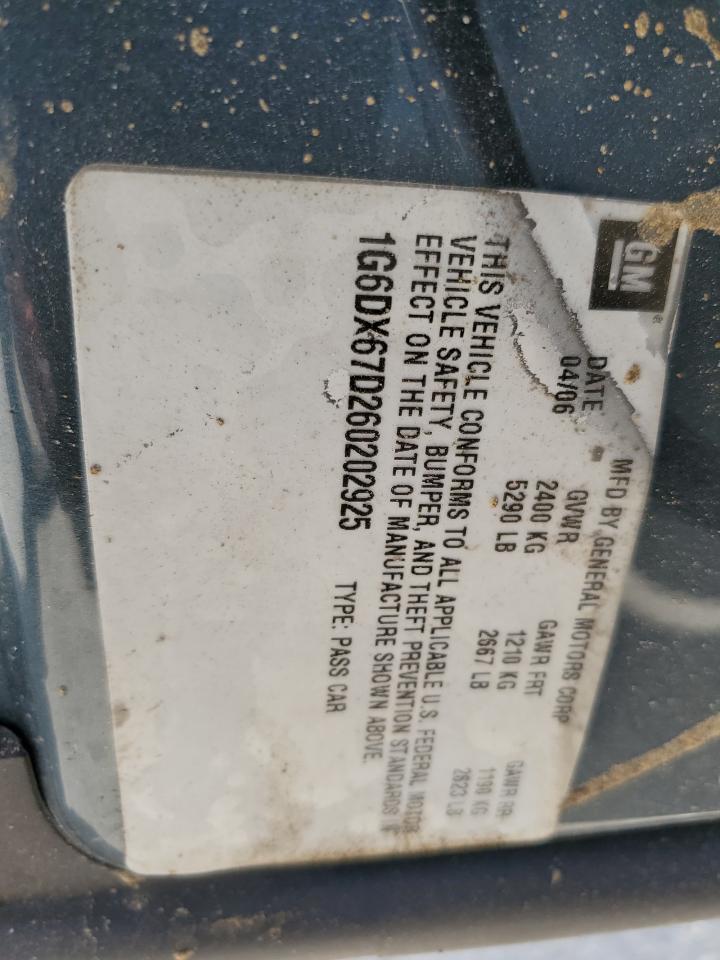 GM
MFD BY GENERAL MOTORS CORP
DATE GVWR GAWR FRT GAWR RR
04/06 2400 KG 1210 KG 1190 KG
5290 LB 2667 LB 2623 LB
THIS VEHICLE CONFORMS TO ALL APPLICABLE U.S. FEDERAL MOTOR
VEHICLE SAFETY, BUMPER, AND THEFT PREVENTION STANDARDS
EFFECT ON THE DATE OF MANUFACTURE SHOWN ABOVE.
1G6DX67D260202925 TYPE: PASS CAR